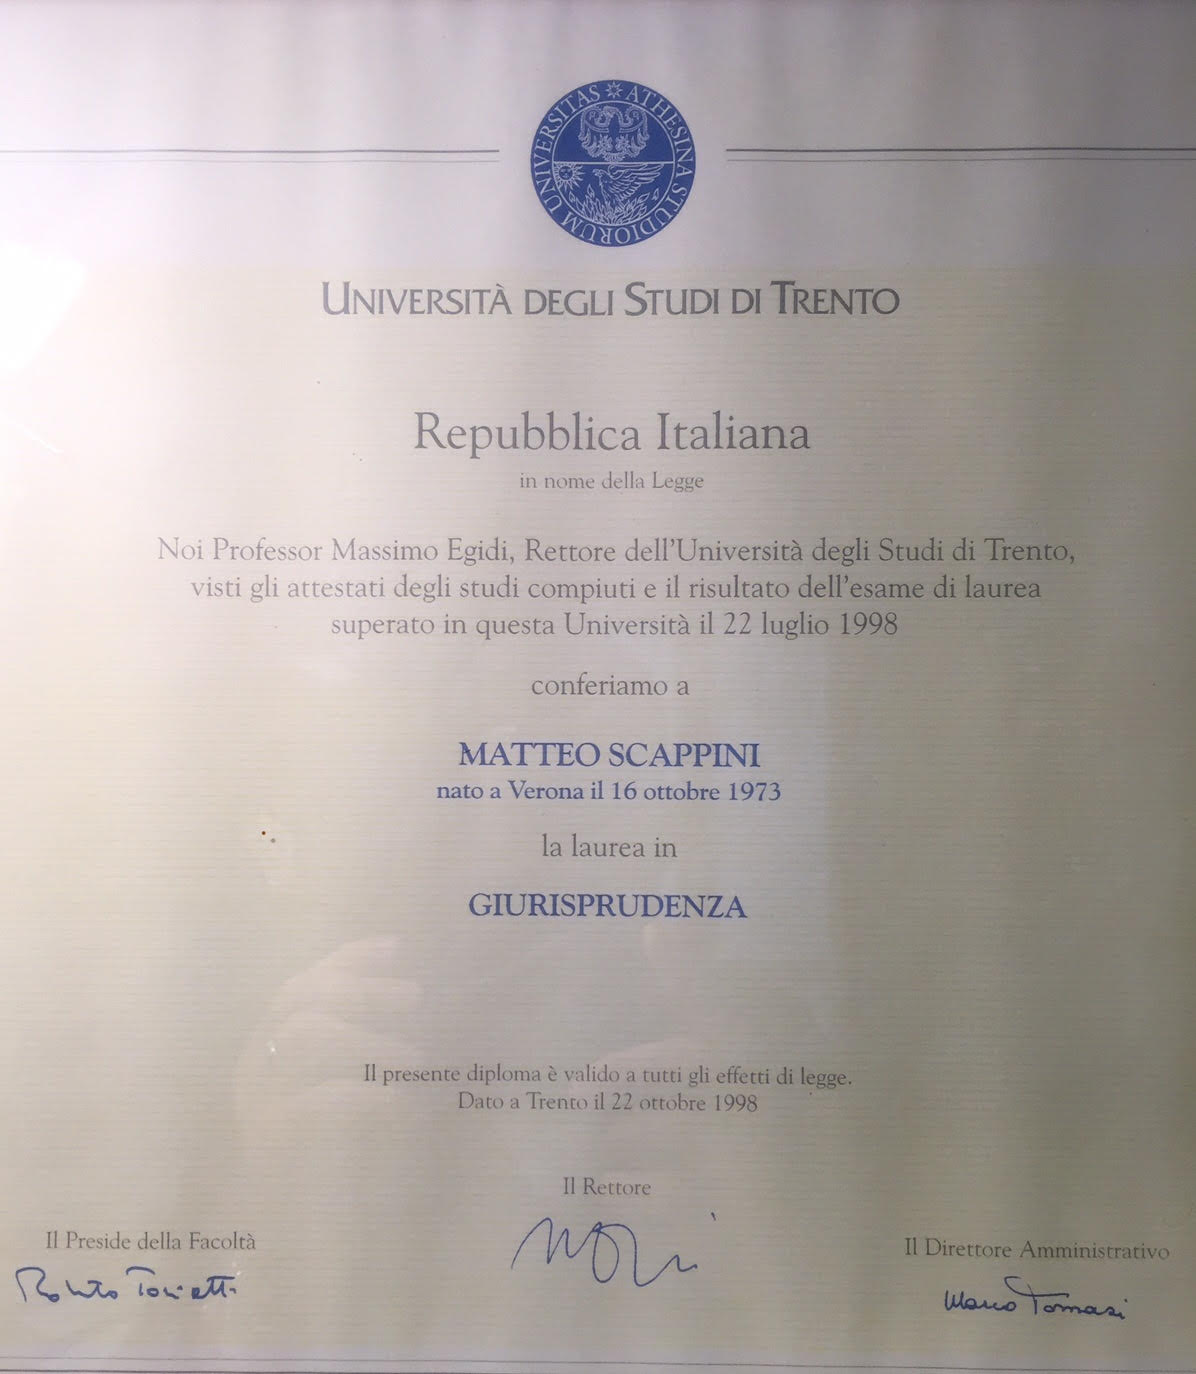 UNIVERSITAS ATHESINA STUDIORUM
UNIVERSITÀ DEGLI STUDI DI TRENTO
Repubblica Italiana
in nome della Legge
Noi Professor Massimo Egidi, Rettore dell'Università degli Studi di Trento,
visti gli attestati degli studi compiuti e il risultato dell'esame di laurea
superato in questa Università il 22 luglio 1998
conferiamo a
MATTEO SCAPPINI
nato a Verona il 16 ottobre 1973
la laurea in
GIURISPRUDENZA
Il presente diploma è valido a tutti gli effetti di legge.
Dato a Trento il 22 ottobre 1998
Il Rettore
Il Preside della Facoltà
Il Direttore Amministrativo
Roberto Toniatti
Marco Tomasi